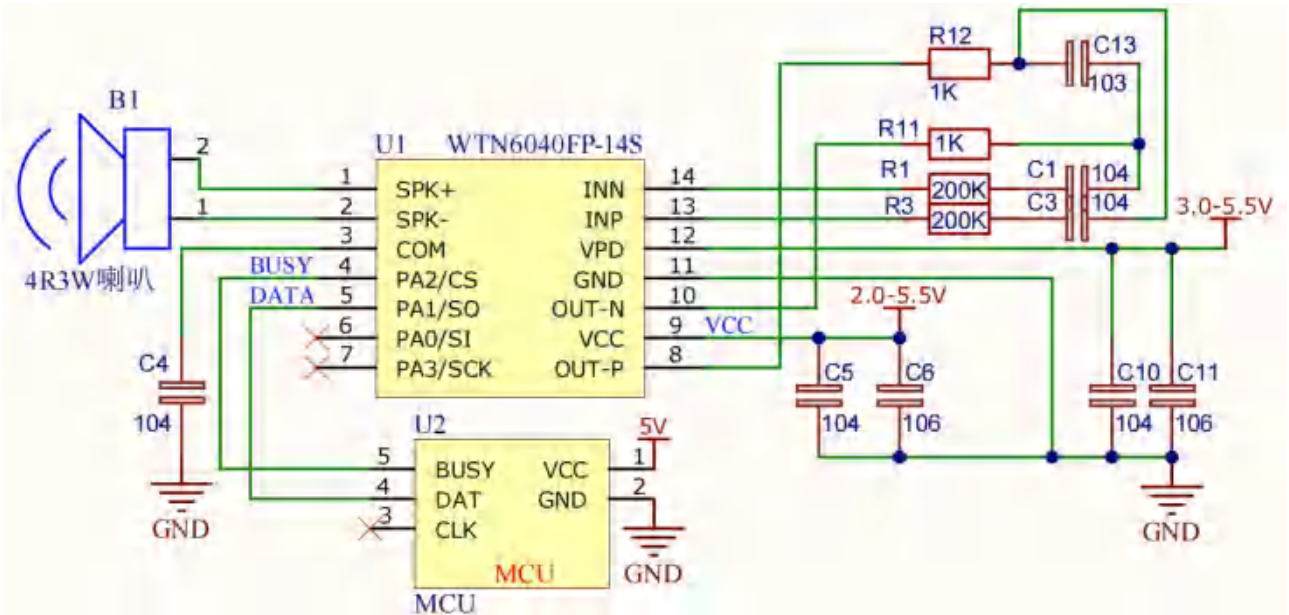 R12
C13
1K
103
B1
2
1
U1 WTN6040FP-14S
R11
1K
1 SPK+ INN 14
2 SPK- INP 13
3 COM VPD 12
4 PA2/CS GND 11
5 PA1/SO OUT-N 10
6 PA0/SI VCC 9
7 PA3/SCK OUT-P 8
R1 200K C1 104
R3 200K C3 104
3.0-5.5V
4R3W喇叭
BUSY
DATA
2.0-5.5V
VCC
C4
104
GND
C5
104
C6
106
C10
104
C11
106
GND
U2
5V
5 BUSY VCC 1
4 DAT GND 2
3 CLK
MCU
GND
MCU